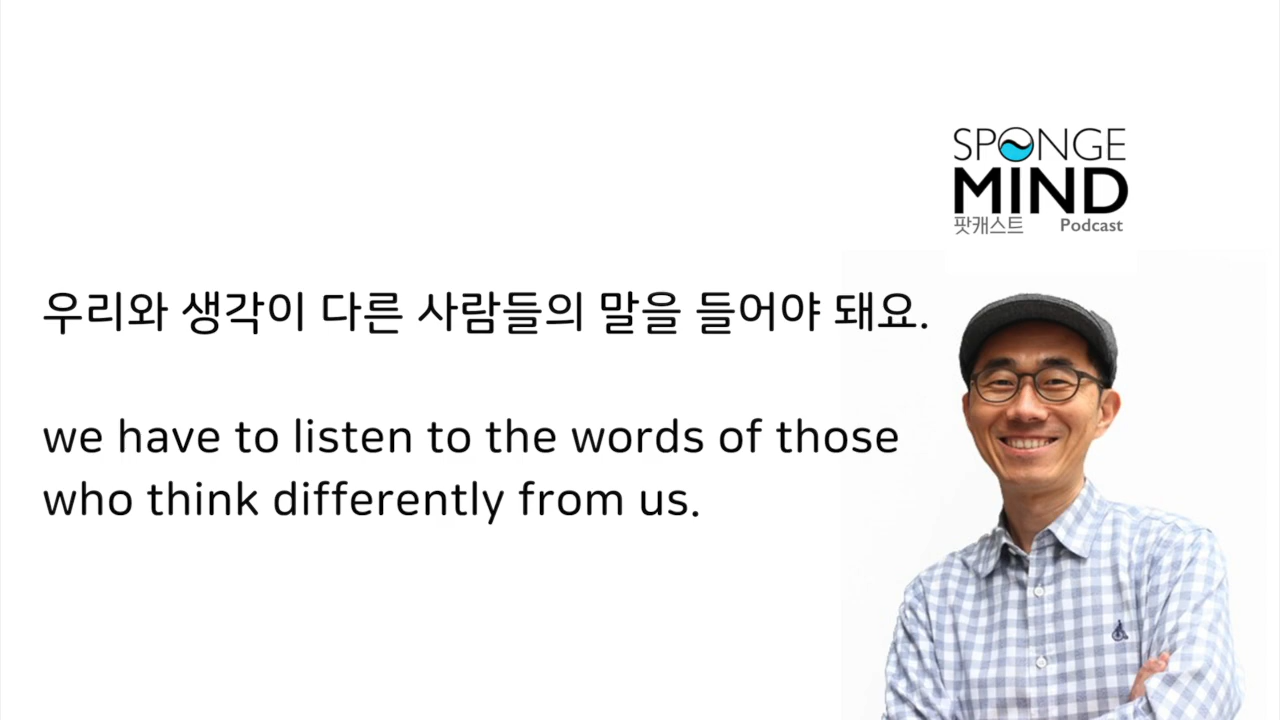 SPONGE
MIND
팟캐스트 Podcast
우리와 생각이 다른 사람들의 말을 들어야 돼요.
we have to listen to the words of those
who think differently from us.